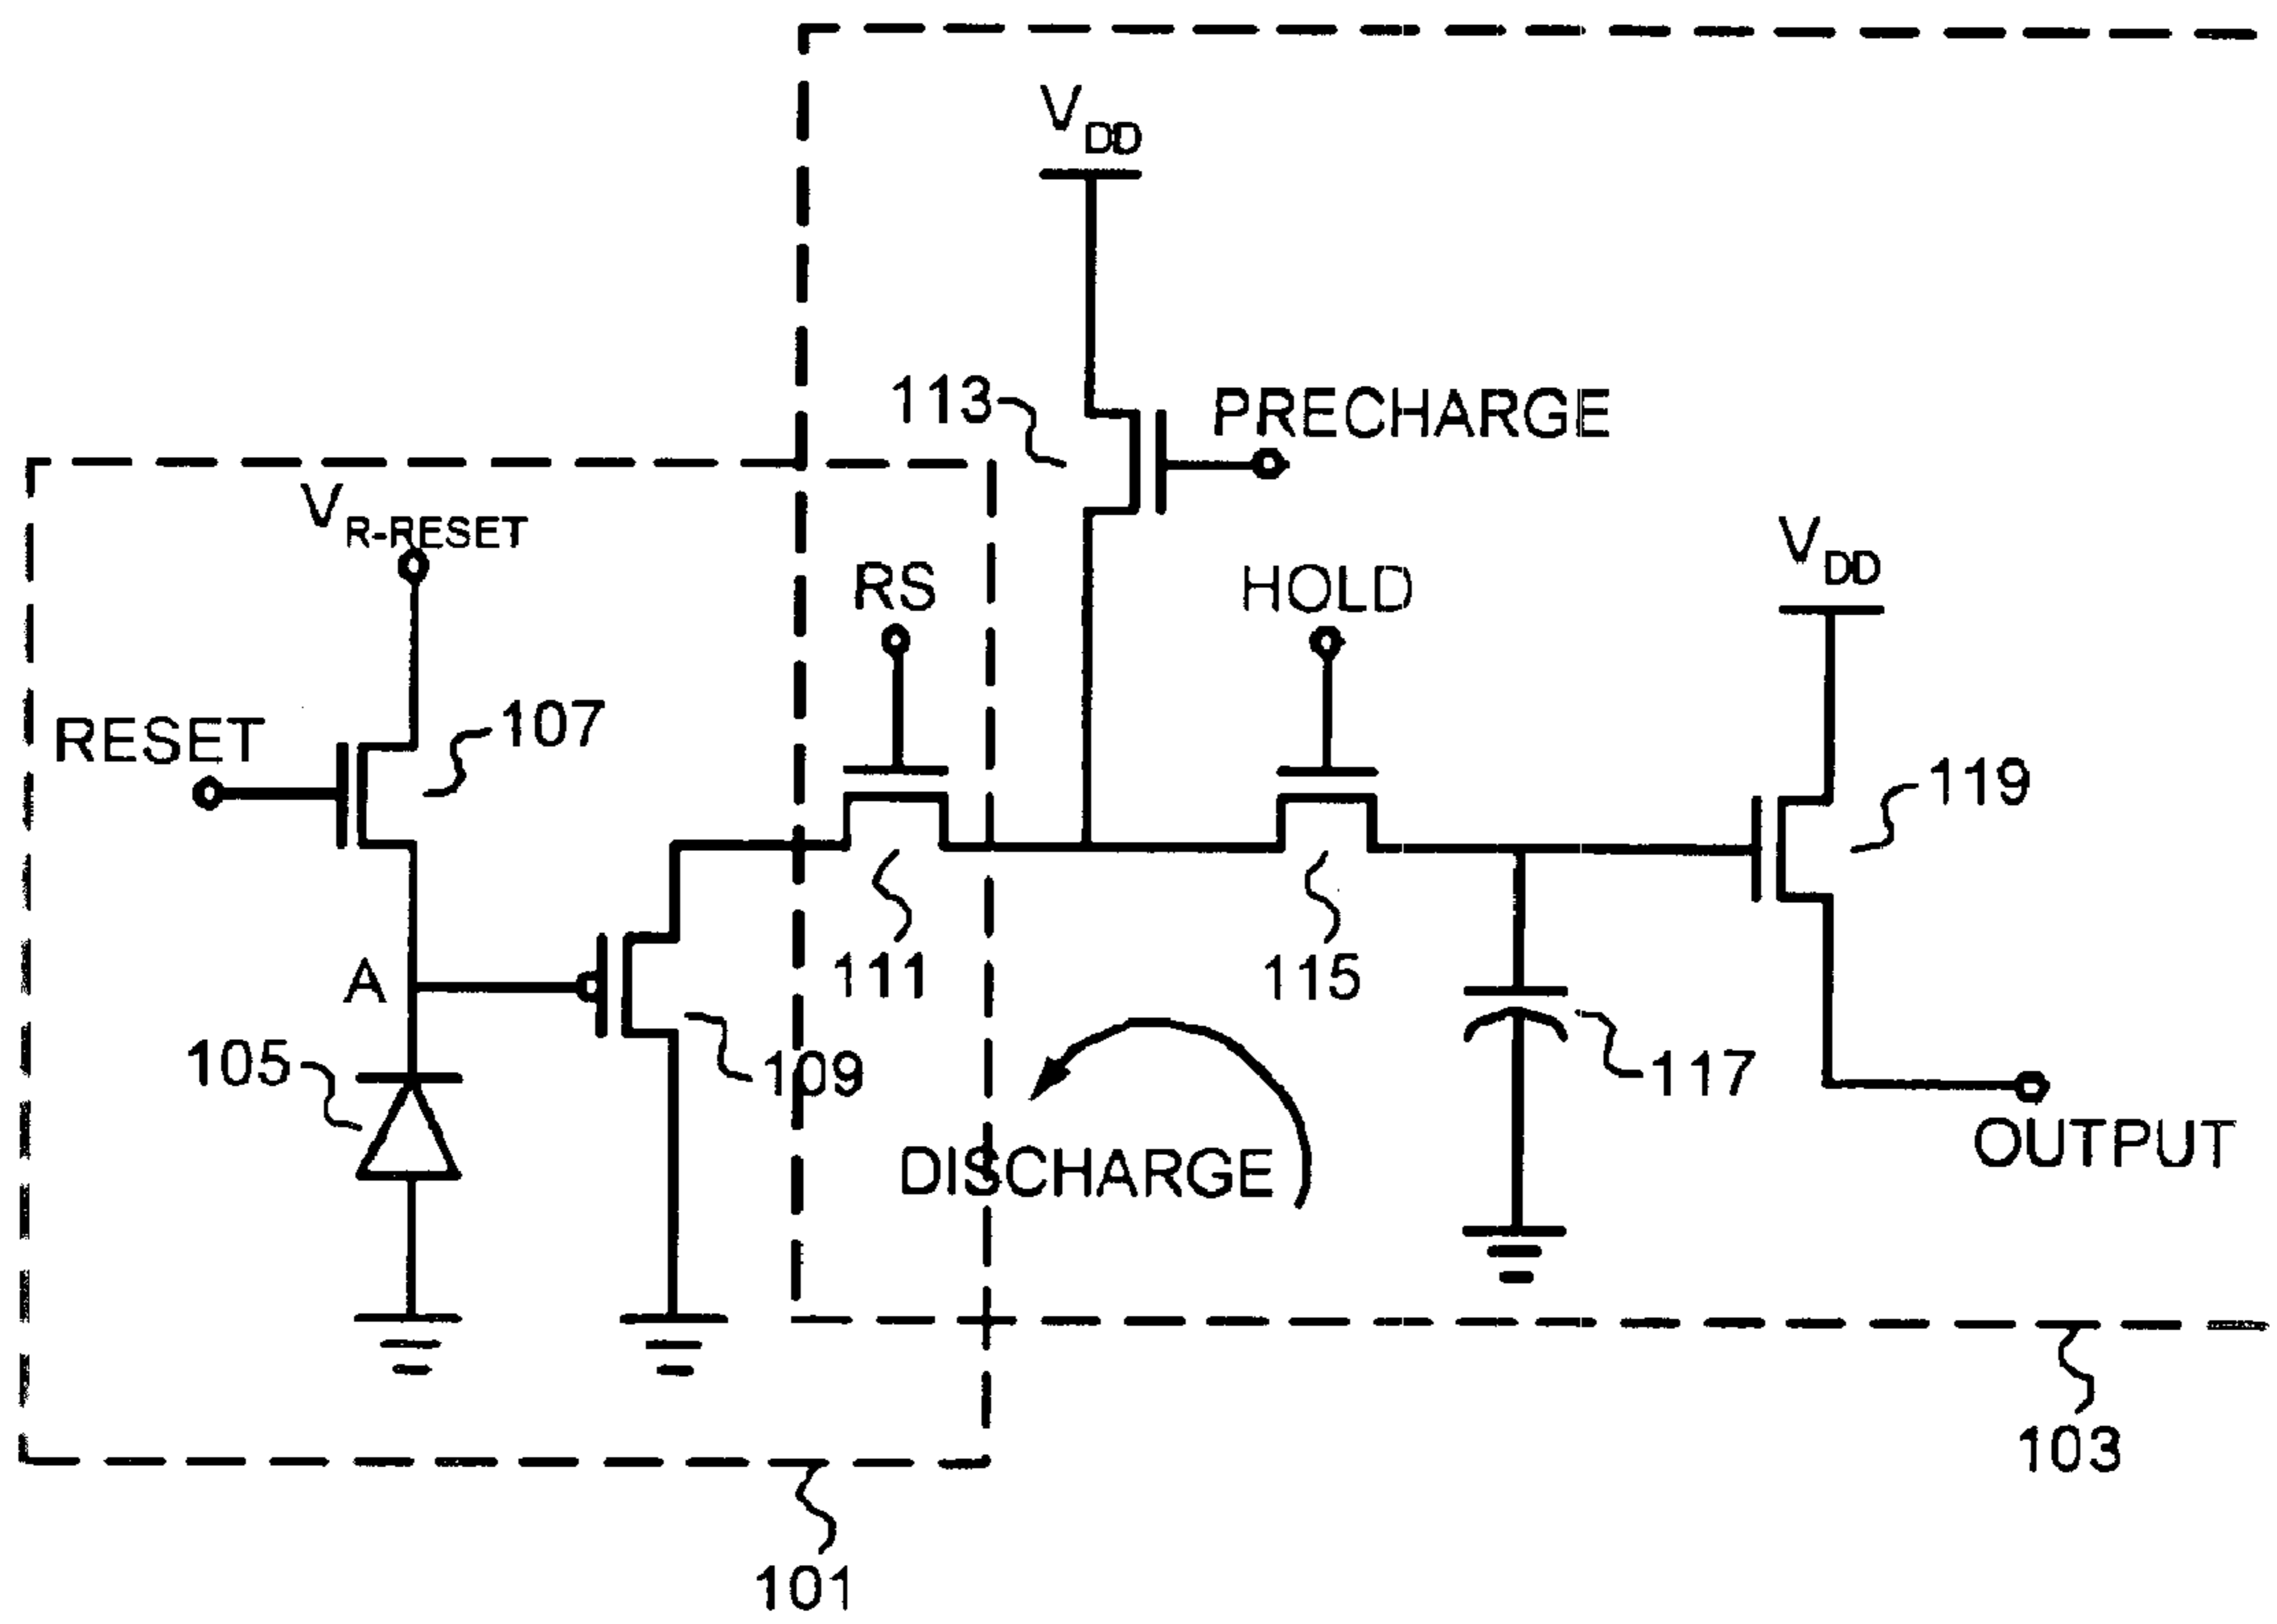 VDD
113
PRECHARGE
VR-RESET
RS
HOLD
VDD
RESET
107
119
A
111
115
105
109
117
DISCHARGE
OUTPUT
103
101